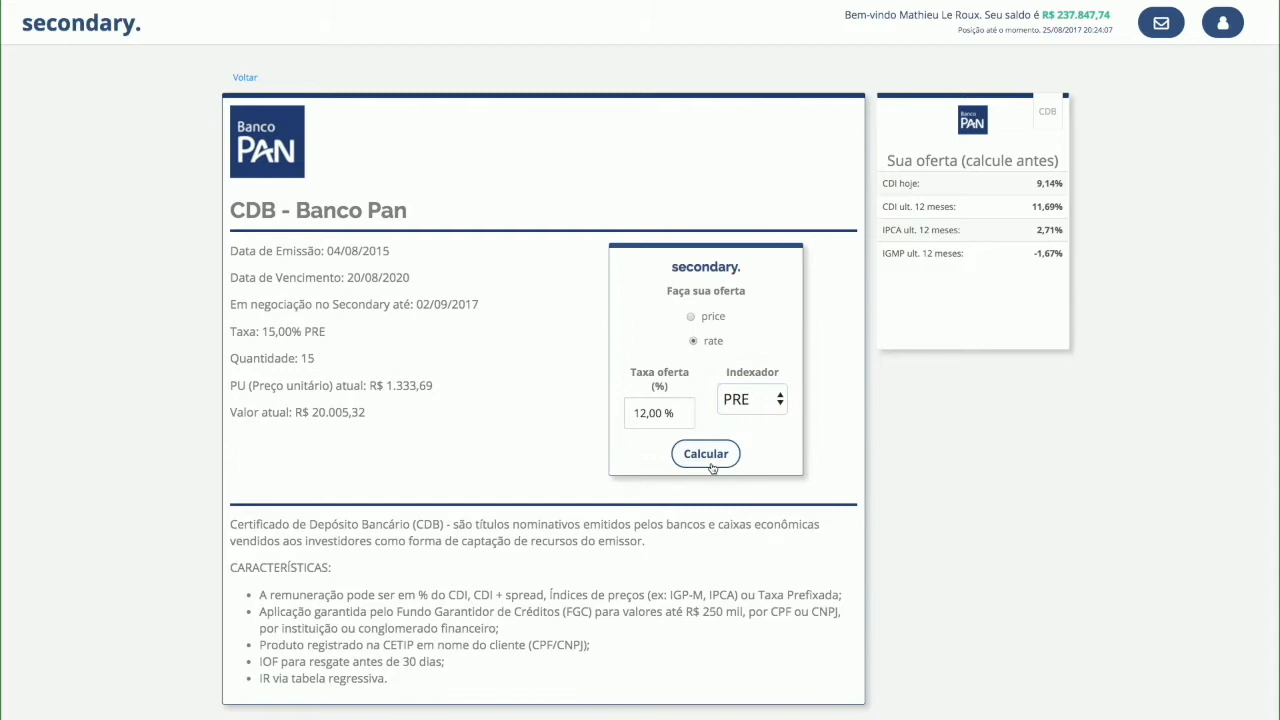 secondary.
Bem-vindo Mathieu Le Roux. Seu saldo é R$ 237.847,74
Posição até o momento. 25/08/2017 20:24:07
Voltar
Banco
PAN
CDB - Banco Pan
Data de Emissão: 04/08/2015
Data de Vencimento: 20/08/2020
Em negociação no Secondary até: 02/09/2017
Taxa: 15,00% PRE
Quantidade: 15
PU (Preço unitário) atual: R$ 1.333,69
Valor atual: R$ 20.005,32
secondary.
Faça sua oferta
price
rate
Taxa oferta
(%)
Indexador
12,00 %
PRE
Calcular
Certificado de Depósito Bancário (CDB) - são títulos nominativos emitidos pelos bancos e caixas econômicas
vendidos aos investidores como forma de captação de recursos do emissor.
CARACTERÍSTICAS:
A remuneração pode ser em % do CDI, CDI + spread, Índices de preços (ex: IGP-M, IPCA) ou Taxa Prefixada;
Aplicação garantida pelo Fundo Garantidor de Créditos (FGC) para valores até R$ 250 mil, por CPF ou CNPJ,
por instituição ou conglomerado financeiro;
Produto registrado na CETIP em nome do cliente (CPF/CNPJ);
IOF para resgate antes de 30 dias;
IR via tabela regressiva.
Banco
PAN
CDB
Sua oferta (calcule antes)
CDI hoje: 9,14%
CDI ult. 12 meses: 11,69%
IPCA ult. 12 meses: 2,71%
IGMP ult. 12 meses: -1,67%